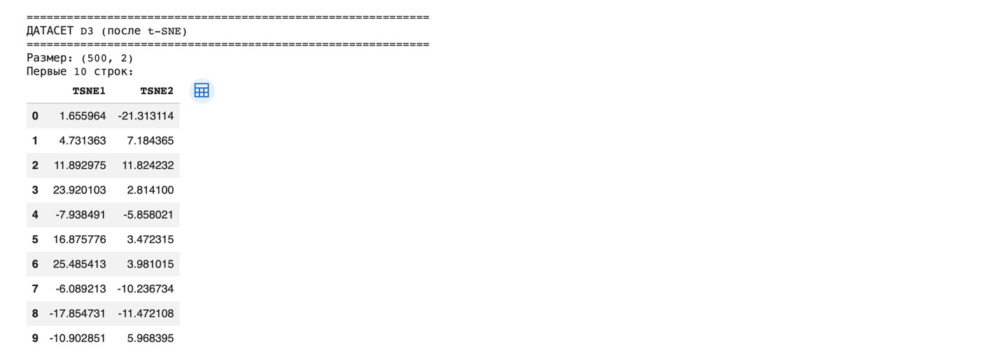 ============================================================
ДАТАСЕТ D3 (после t-SNE)
============================================================
Размер: (500, 2)
Первые 10 строк:
TSNE1 TSNE2
0 1.655964 -21.313114
1 4.731363 7.184365
2 11.892975 11.824232
3 23.920103 2.814100
4 -7.938491 -5.858021
5 16.875776 3.472315
6 25.485413 3.981015
7 -6.089213 -10.236734
8 -17.854731 -11.472108
9 -10.902851 5.968395